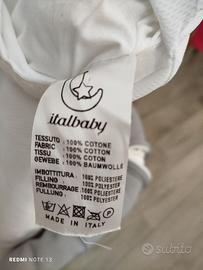 italbaby
TESSUTO : 100% COTONE
FABRIC : 100% COTTON
TISSU : 100% COTON
GEWEBE : 100% BAUMWOLLE
IMBOTTITURA : 100% POLIESTERE
FILLING : 100% POLYESTER
REMBOURRAGE : 100% POLYESTER
FULLUNG : 100% POLIESTERE
MADE IN ITALY
REDMI NOTE 13
subito